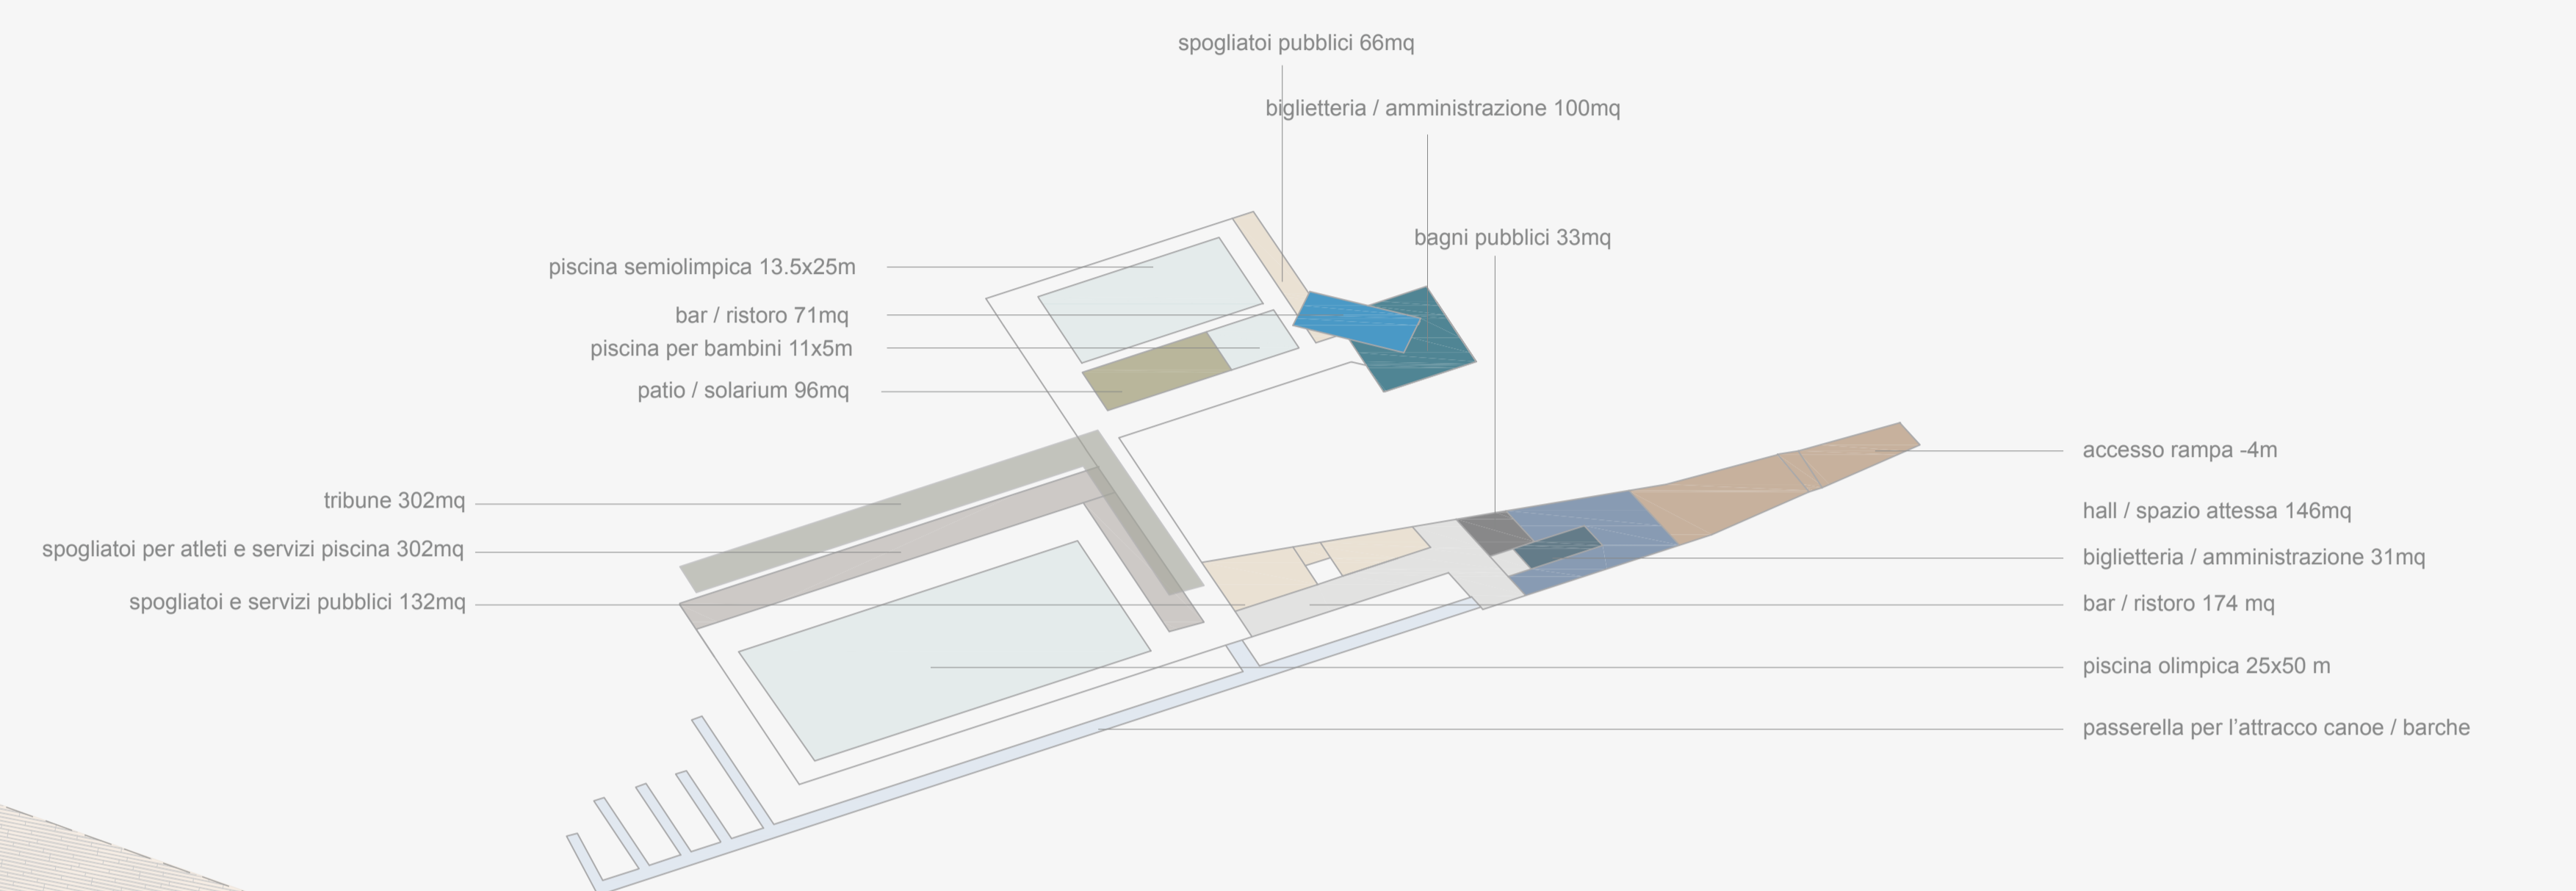 spogliatoi pubblici 66mq
biglietteria / amministrazione 100mq
bagni pubblici 33mq
piscina semiolimpica 13.5x25m
bar / ristoro 71mq
piscina per bambini 11x5m
patio / solarium 96mq
tribune 302mq
spogliatoi per atleti e servizi piscina 302mq
spogliatoi e servizi pubblici 132mq
accesso rampa -4m
hall / spazio attessa 146mq
biglietteria / amministrazione 31mq
bar / ristoro 174 mq
piscina olimpica 25x50 m
passerella per l’attracco canoe / barche